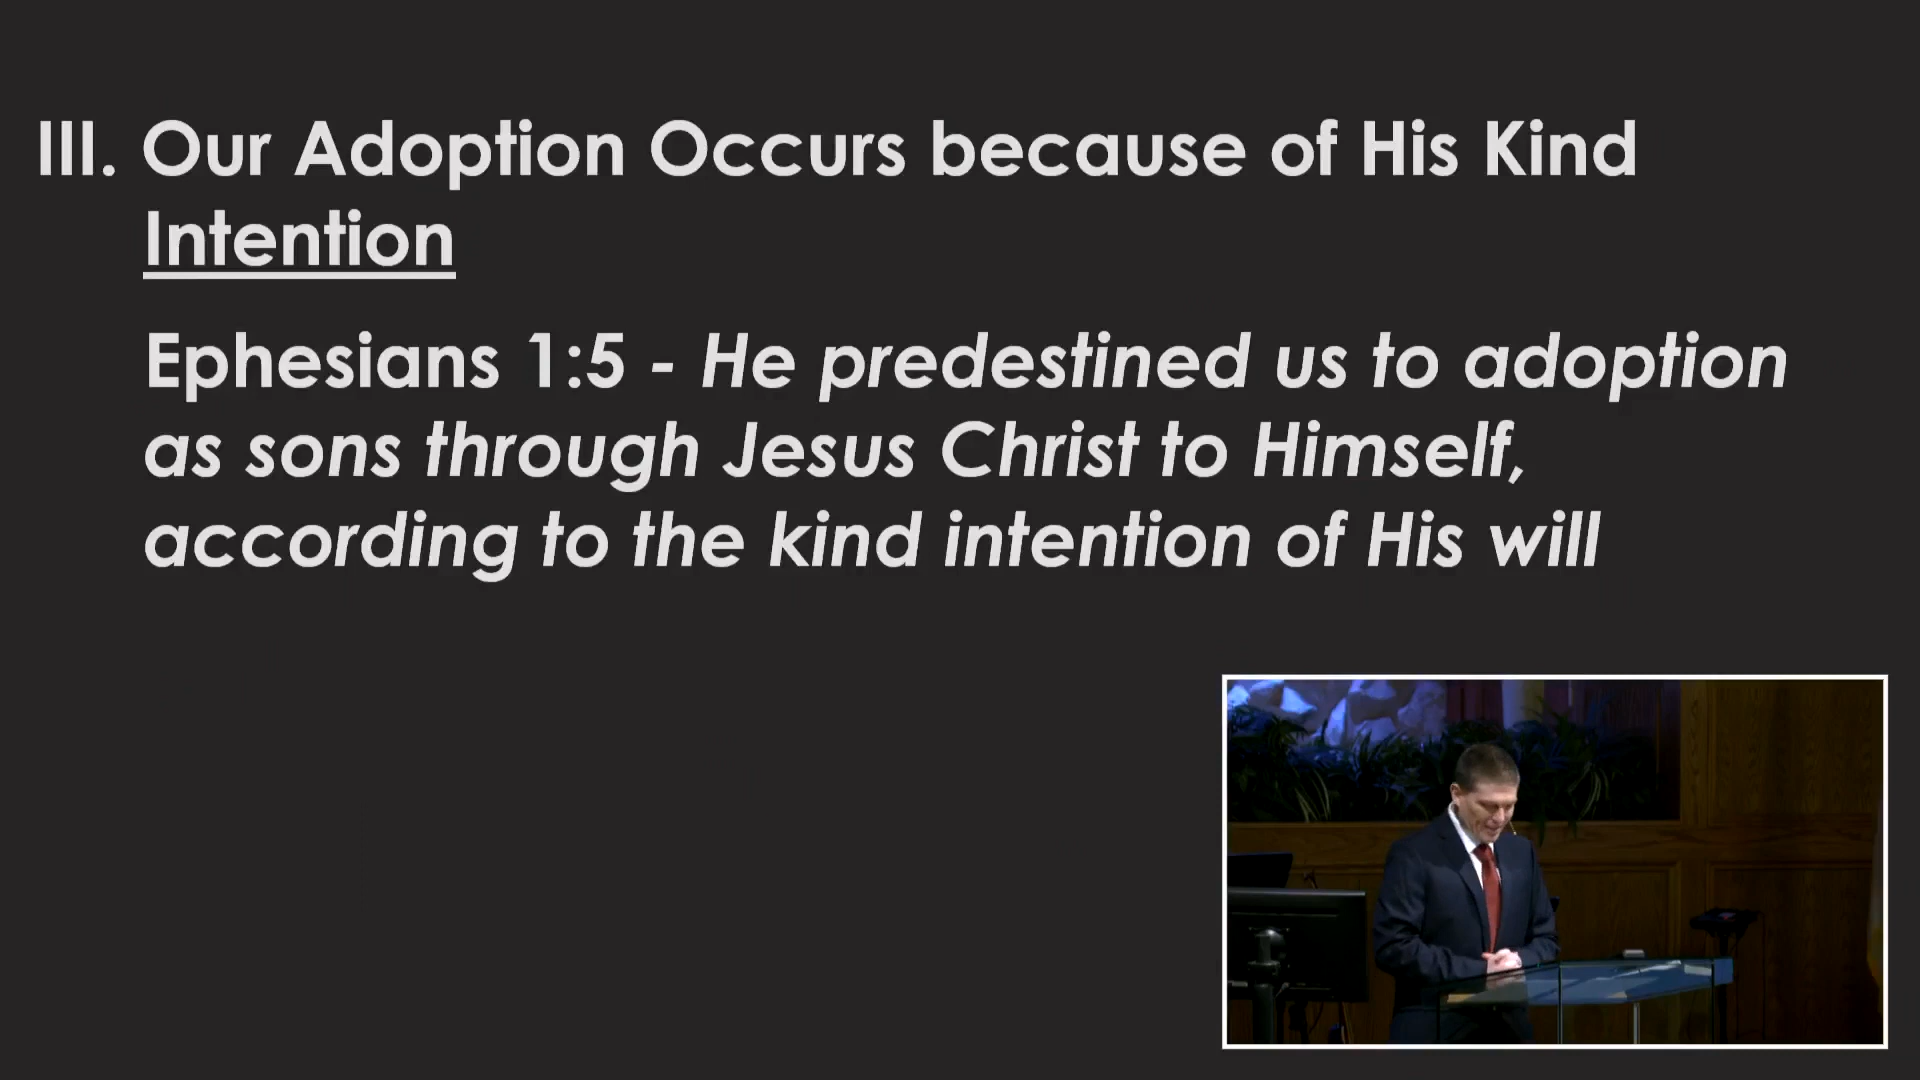 III. Our Adoption Occurs because of His Kind
Intention
Ephesians 1:5 - He predestined us to adoption
as sons through Jesus Christ to Himself,
according to the kind intention of His will